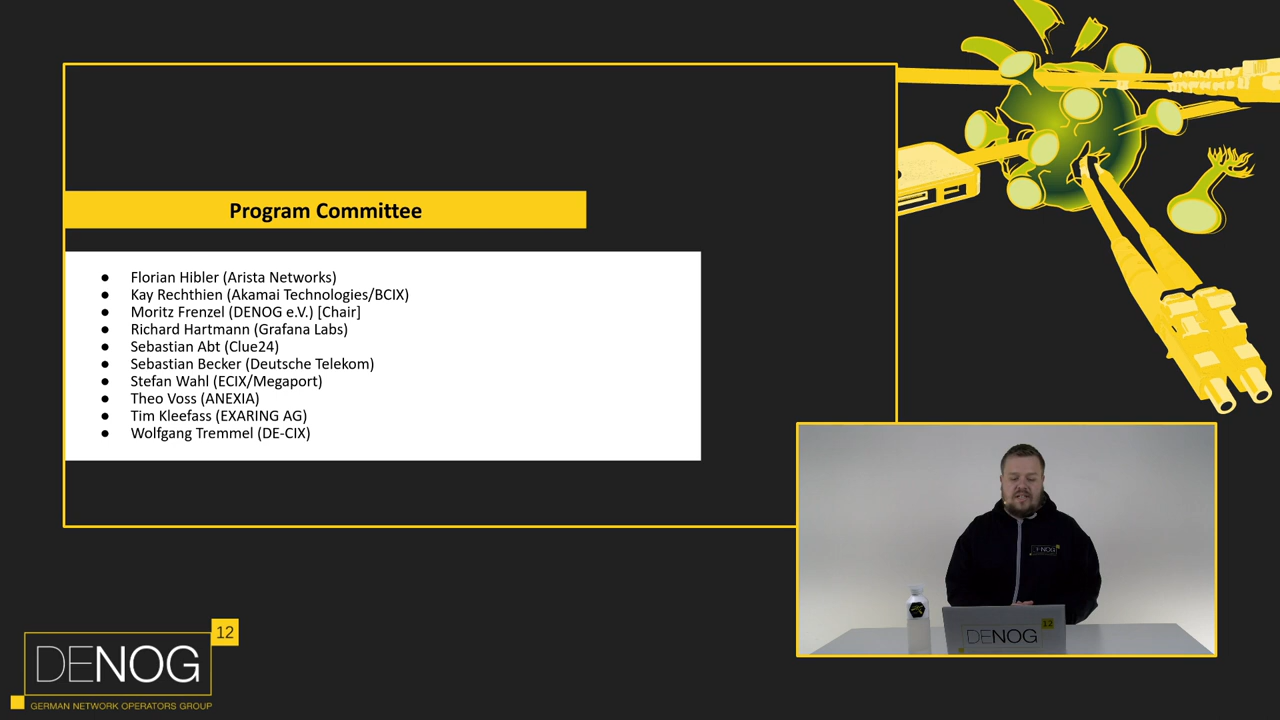 Program Committee
● Florian Hibler (Arista Networks)
● Kay Rechthien (Akamai Technologies/BCIX)
● Moritz Frenzel (DENOG e.V.) [Chair]
● Richard Hartmann (Grafana Labs)
● Sebastian Abt (Clue24)
● Sebastian Becker (Deutsche Telekom)
● Stefan Wahl (ECIX/Megaport)
● Theo Voss (ANEXIA)
● Tim Kleefass (EXARING AG)
● Wolfgang Tremmel (DE-CIX)
DENOG
12
DENOG
12
DENOG
GERMAN NETWORK OPERATORS GROUP